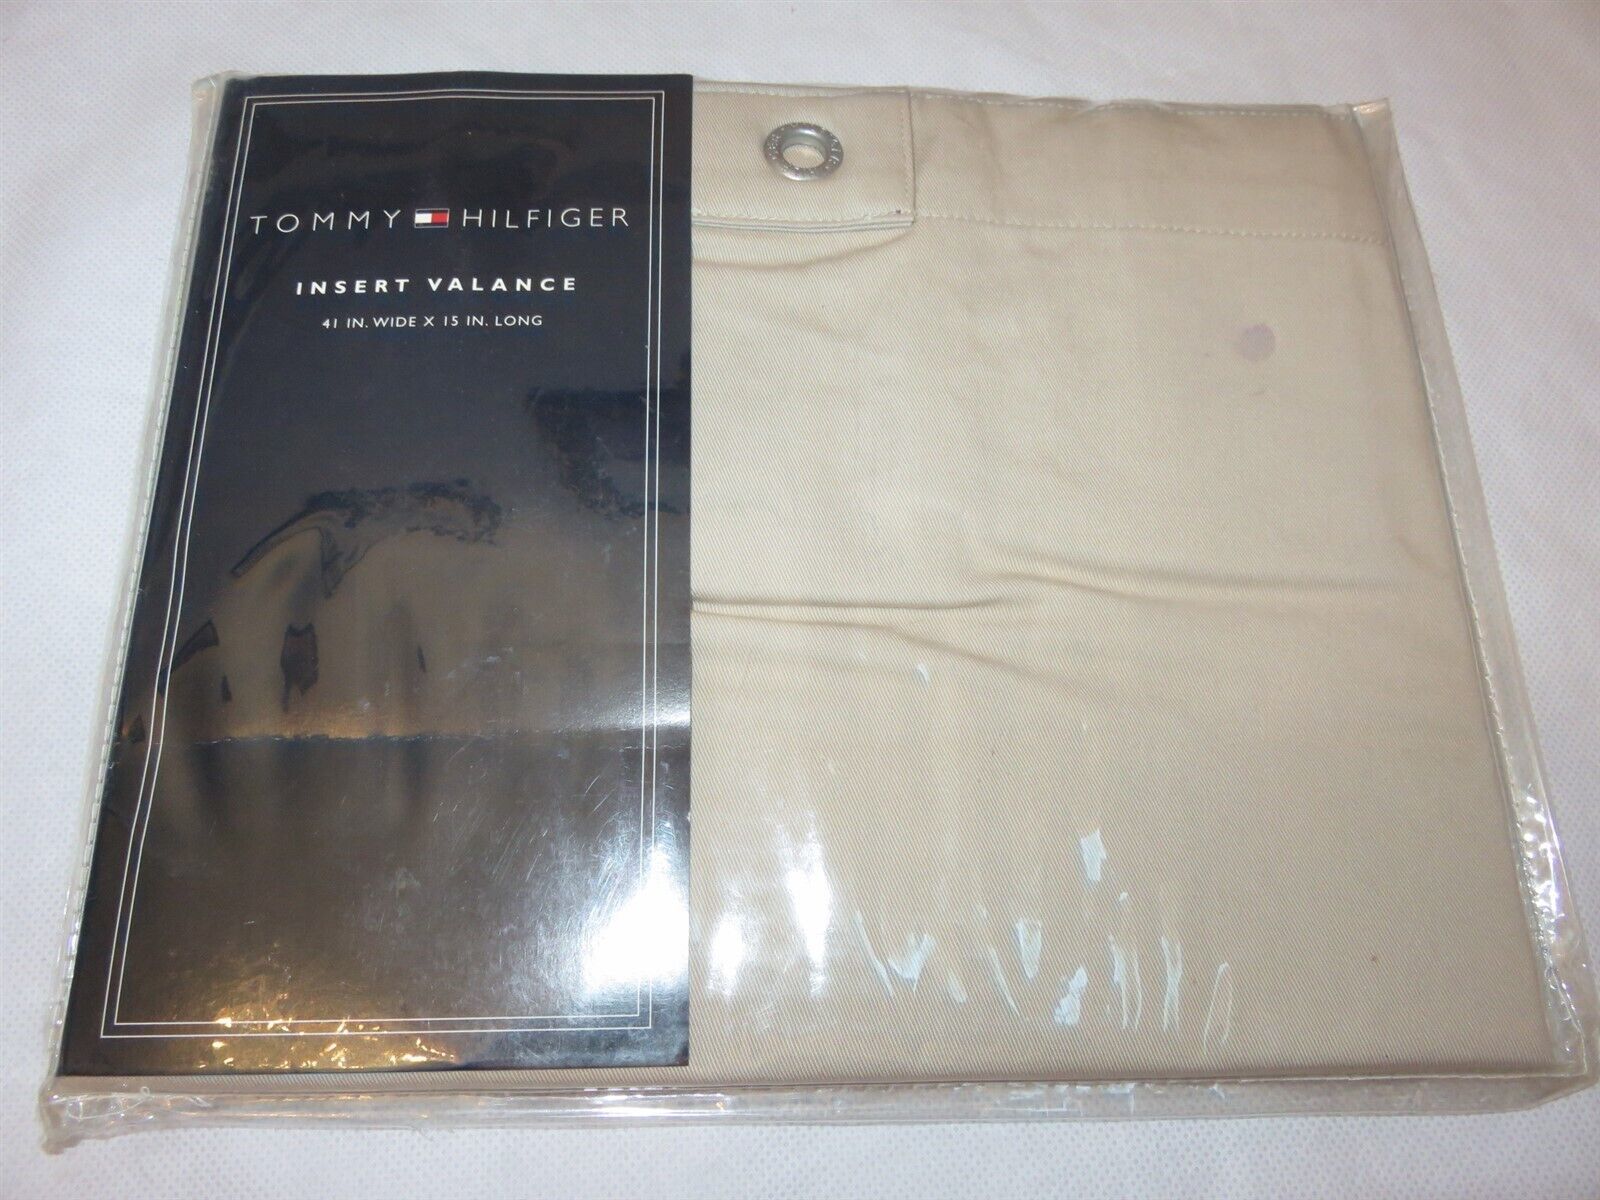 TOMMY HILFIGER
INSERT VALANCE
41 IN. WIDE X 15 IN. LONG